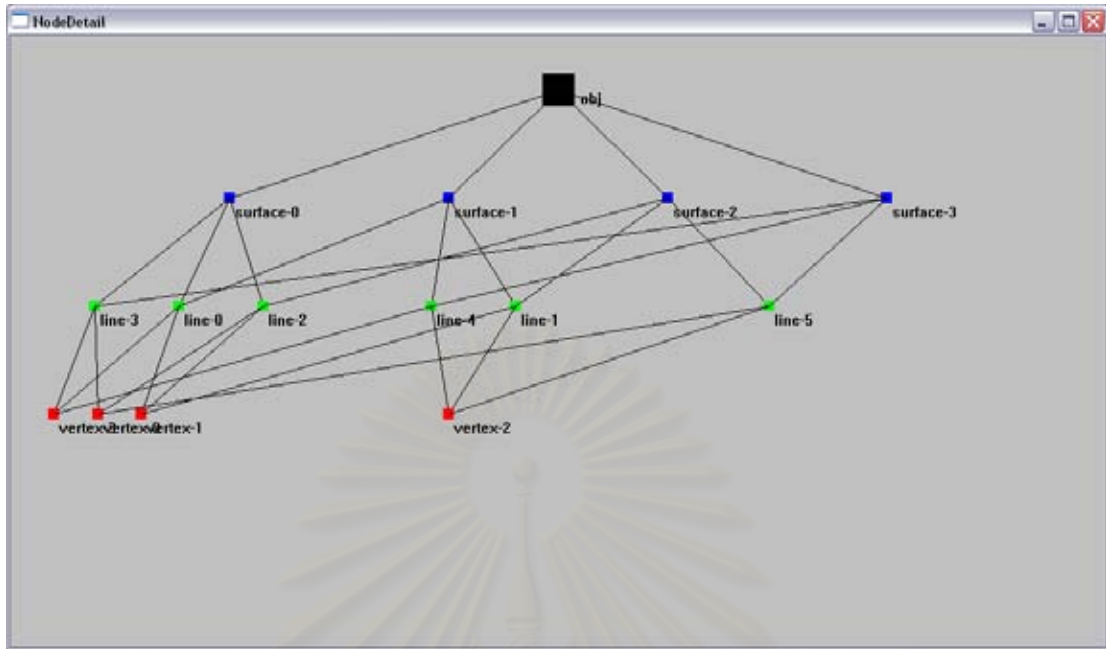 NodeDetail
obj
surface-0
surface-1
surface-2
surface-3
line-3
line-0
line-2
line-4
line-1
line-5
vertex-1
vertex-2